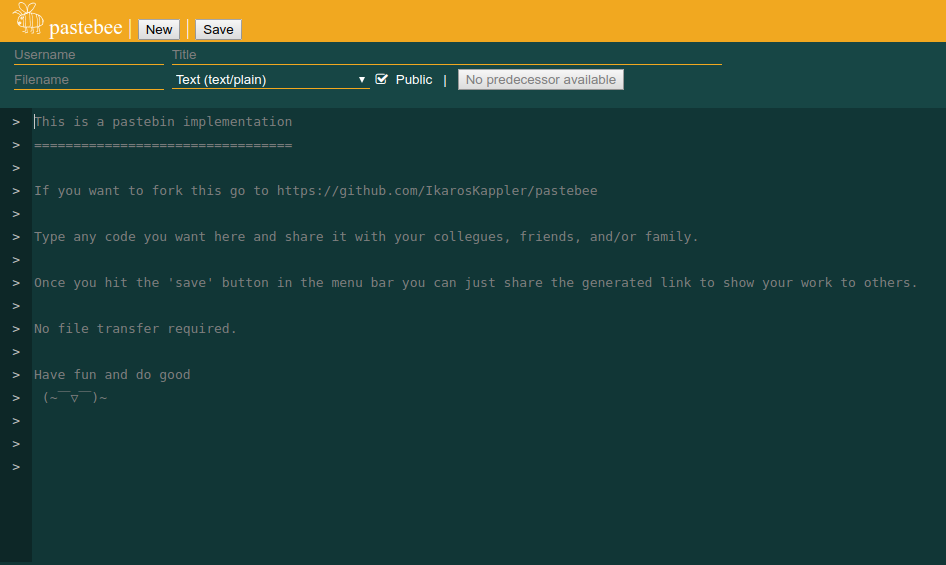 pastebee | New | Save
Username Title
Filename Text (text/plain) ▼ Public | No predecessor available
> This is a pastebin implementation
> =================================
>
> If you want to fork this go to https://github.com/IkarosKappler/pastebee
>
> Type any code you want here and share it with your collegues, friends, and/or family.
>
> Once you hit the 'save' button in the menu bar you can just share the generated link to show your work to others.
>
> No file transfer required.
>
> Have fun and do good
> (~‾▿‾)~
>
>
>